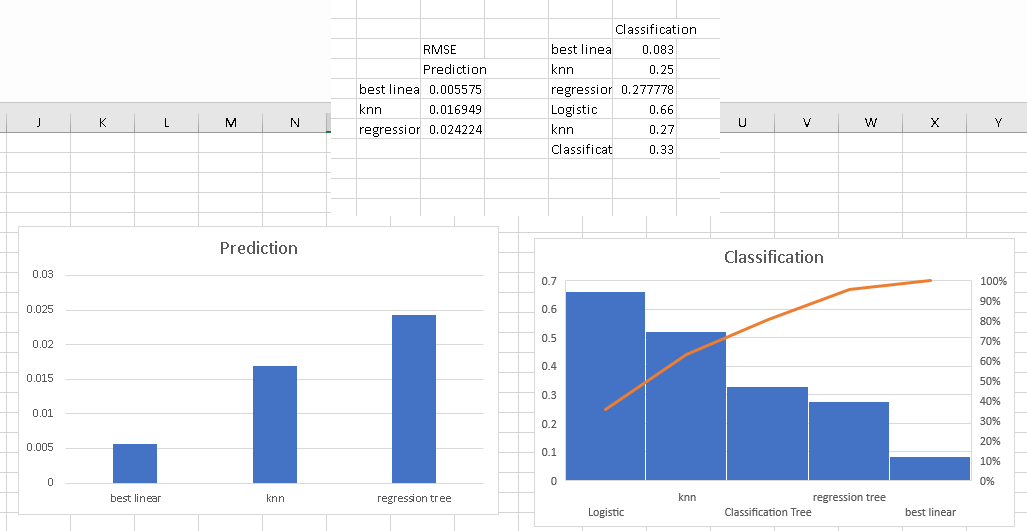 Classification
RMSE best linea 0.083
Prediction knn 0.25
best linea 0.005575 regression 0.277778
knn 0.016949 Logistic 0.66
regression 0.024224 knn 0.27
Classificat 0.33
J K L M N U V W X Y
Prediction
0.03
0.025
0.02
0.015
0.01
0.005
0
best linear knn regression tree
Classification
0.7
0.6
0.5
0.4
0.3
0.2
0.1
0
100%
90%
80%
70%
60%
50%
40%
30%
20%
10%
0%
knn regression tree
Logistic Classification Tree best linear